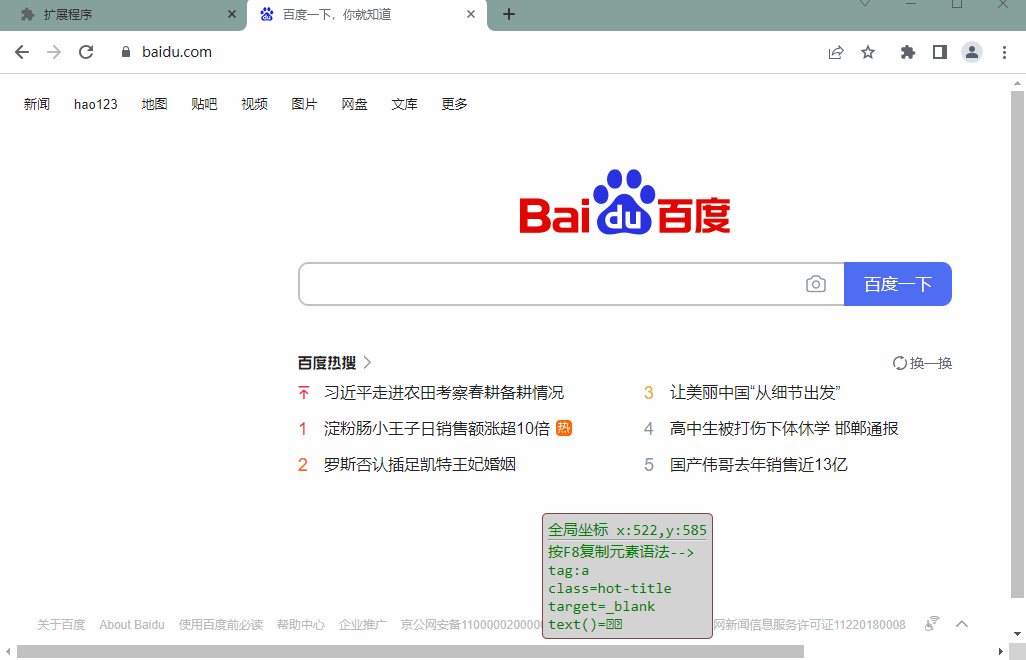 扩展程序
百度一下，你就知道
baidu.com
新闻 hao123 地图 贴吧 视频 图片 网盘 文库 更多
Bai du 百度
百度一下
百度热搜 换一换
习近平走进农田考察春耕备耕情况
1 淀粉肠小王子日销售额涨超10倍 热
2 罗斯否认插足凯特王妃婚姻
3 让美丽中国“从细节出发”
4 高中生被打伤下体休学 邯郸通报
5 国产伟哥去年销售近13亿
全局坐标 x:522,y:585
按F8复制元素语法-->
tag:a
class=hot-title
target=_blank
text()=
关于百度 About Baidu 使用百度前必读 帮助中心 企业推广 京公网安备1100000200000 网新闻信息服务许可证11220180008